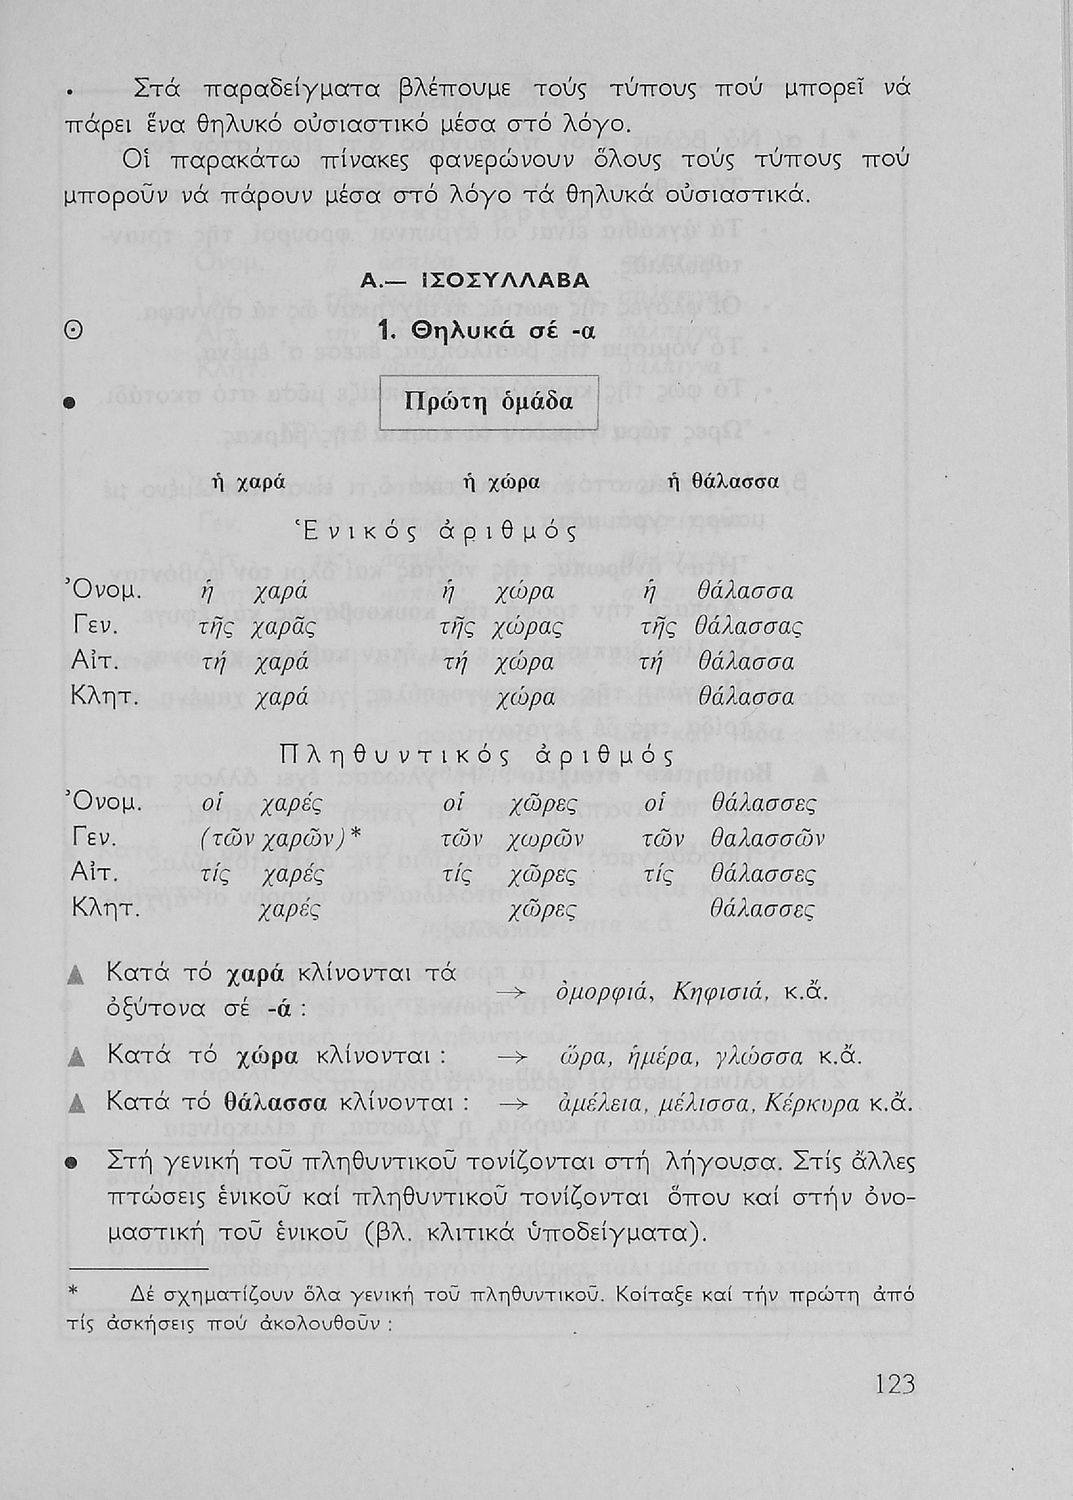 Στά παραδείγματα βλέπουμε τούς τύπους πού μπορεῖ νά
πάρει ἕνα θηλυκό οὐσιαστικό μέσα στό λόγο.
Οἱ παρακάτω πίνακες φανερώνουν ὅλους τούς τύπους πού
μποροῦν νά πάρουν μέσα στό λόγο τά θηλυκά οὐσιαστικά.
Α.— ΙΣΟΣΥΛΛΑΒΑ
1. Θηλυκά σέ -α
Πρώτη ὁμάδα
ἡ χαρά ἡ χώρα ἡ θάλασσα
Ἑνικός ἀριθμός
Ὀνομ. ἡ χαρά ἡ χώρα ἡ θάλασσα
Γεν. τῆς χαρᾶς τῆς χώρας τῆς θάλασσας
Αἰτ. τή χαρά τή χώρα τή θάλασσα
Κλητ. χαρά χώρα θάλασσα
Πληθυντικός ἀριθμός
Ὀνομ. οἱ χαρές οἱ χῶρες οἱ θάλασσες
Γεν. (τῶν χαρῶν)* τῶν χωρῶν τῶν θαλασσῶν
Αἰτ. τίς χαρές τίς χῶρες τίς θάλασσες
Κλητ. χαρές χῶρες θάλασσες
▲ Κατά τό χαρά κλίνονται τά
ὀξύτονα σέ -ά : → ὀμορφιά, Κηφισιά, κ.ἄ.
▲ Κατά τό χώρα κλίνονται : → ὥρα, ἡμέρα, γλώσσα κ.ἄ.
▲ Κατά τό θάλασσα κλίνονται : → ἀμέλεια, μέλισσα, Κέρκυρα κ.ἄ.
● Στή γενική τοῦ πληθυντικοῦ τονίζονται στή λήγουσα. Στίς ἄλλες
πτώσεις ἑνικοῦ καί πληθυντικοῦ τονίζονται ὅπου καί στήν ὀνο-
μαστική τοῦ ἑνικοῦ (βλ. κλιτικά ὑποδείγματα).
* Δέ σχηματίζουν ὅλα γενική τοῦ πληθυντικοῦ. Κοίταξε καί τήν πρώτη ἀπό
τίς ἀσκήσεις πού ἀκολουθοῦν :
123